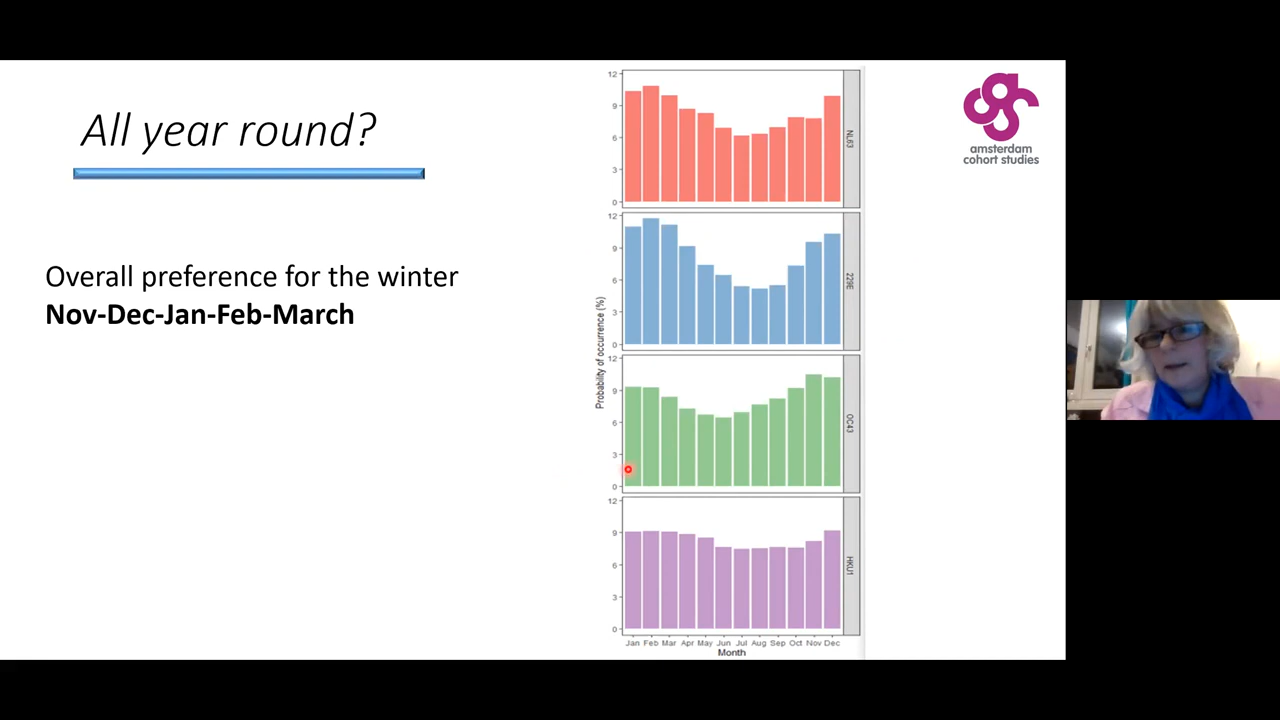 All year round?
Overall preference for the winter
Nov-Dec-Jan-Feb-March
amsterdam
cohort studies
Probability of occurrence (%)
12
9
6
3
0
NL63
12
9
6
3
0
229E
12
9
6
3
0
OC43
12
9
6
3
0
HKU1
Jan Feb Mar Apr May Jun Jul Aug Sep Oct Nov Dec
Month